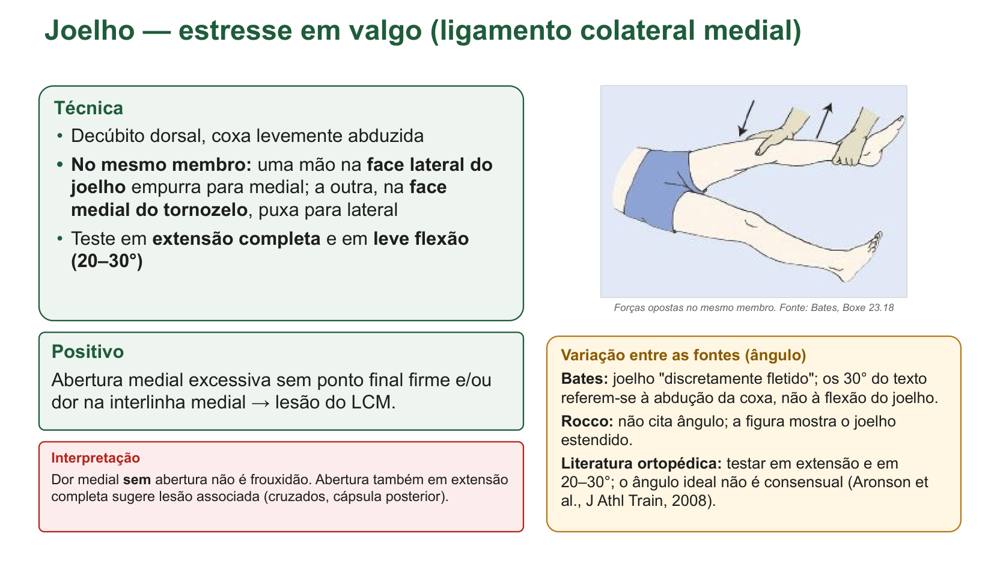 Joelho — estresse em valgo (ligamento colateral medial)
Técnica
• Decúbito dorsal, coxa levemente abduzida
• No mesmo membro: uma mão na face lateral do
joelho empurra para medial; a outra, na face
medial do tornozelo, puxa para lateral
• Teste em extensão completa e em leve flexão
(20–30°)
Positivo
Abertura medial excessiva sem ponto final firme e/ou
dor na interlinha medial → lesão do LCM.
Interpretação
Dor medial sem abertura não é frouxidão. Abertura também em extensão
completa sugere lesão associada (cruzados, cápsula posterior).
Forças opostas no mesmo membro. Fonte: Bates, Boxe 23.18
Variação entre as fontes (ângulo)
Bates: joelho "discretamente fletido"; os 30° do texto
referem-se à abdução da coxa, não à flexão do joelho.
Rocco: não cita ângulo; a figura mostra o joelho
estendido.
Literatura ortopédica: testar em extensão e em
20–30°; o ângulo ideal não é consensual (Aronson et
al., J Athl Train, 2008).